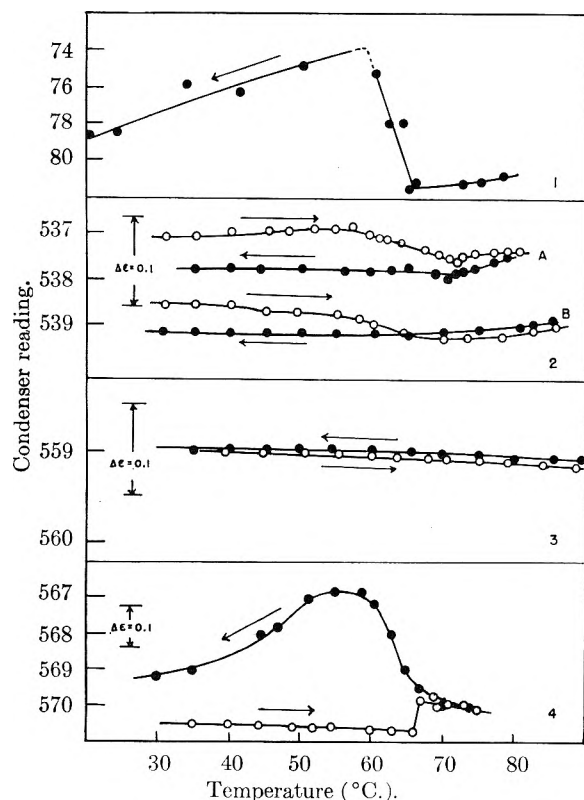 74
76
78
80
1
537
Δε=0.1
538
539
A
B
2
559
Δε=0.1
560
3
567
Δε=0.1
568
569
570
4
Condenser reading.
30 40 50 60 70 80
Temperature (°C.).